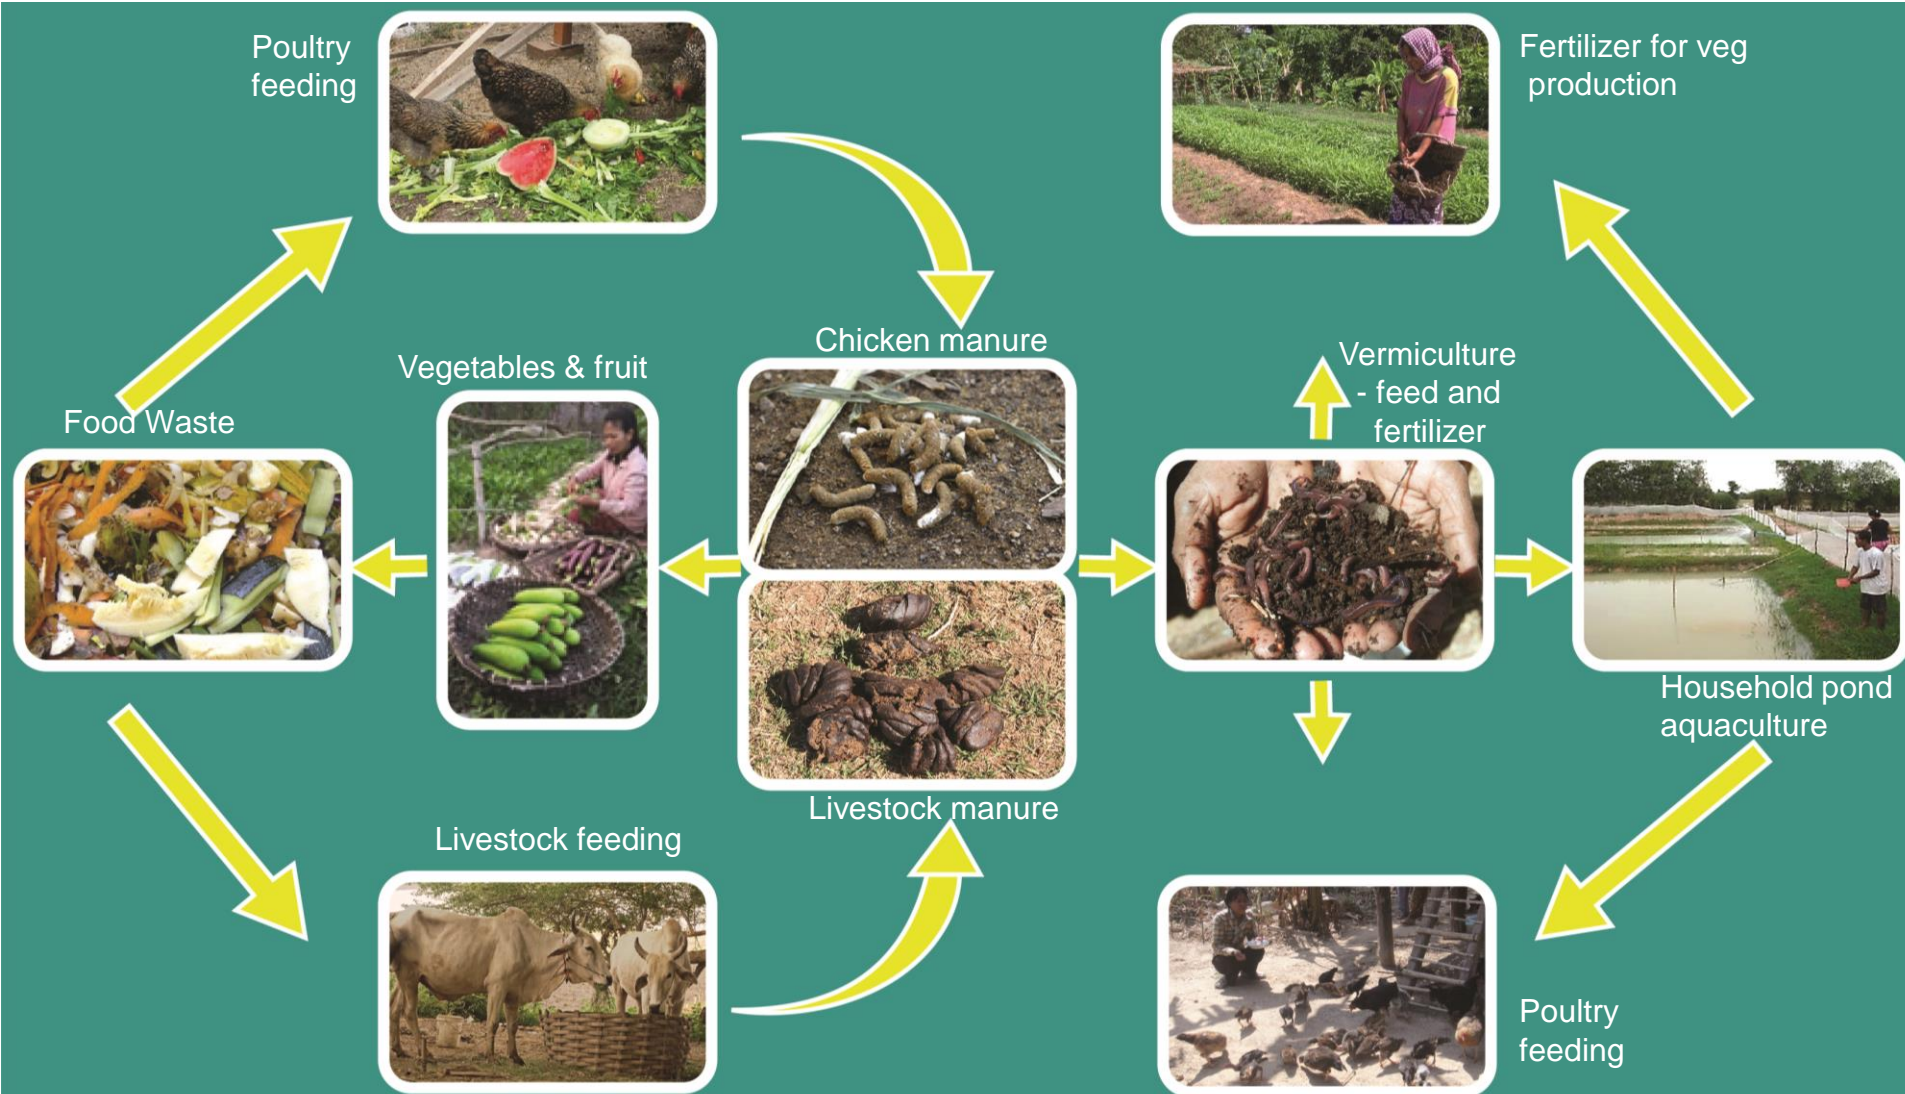 Poultry
feeding
Fertilizer for veg
production
Chicken manure
Vegetables & fruit
Vermiculture
- feed and
fertilizer
Food Waste
Household pond
aquaculture
Livestock manure
Livestock feeding
Poultry
feeding